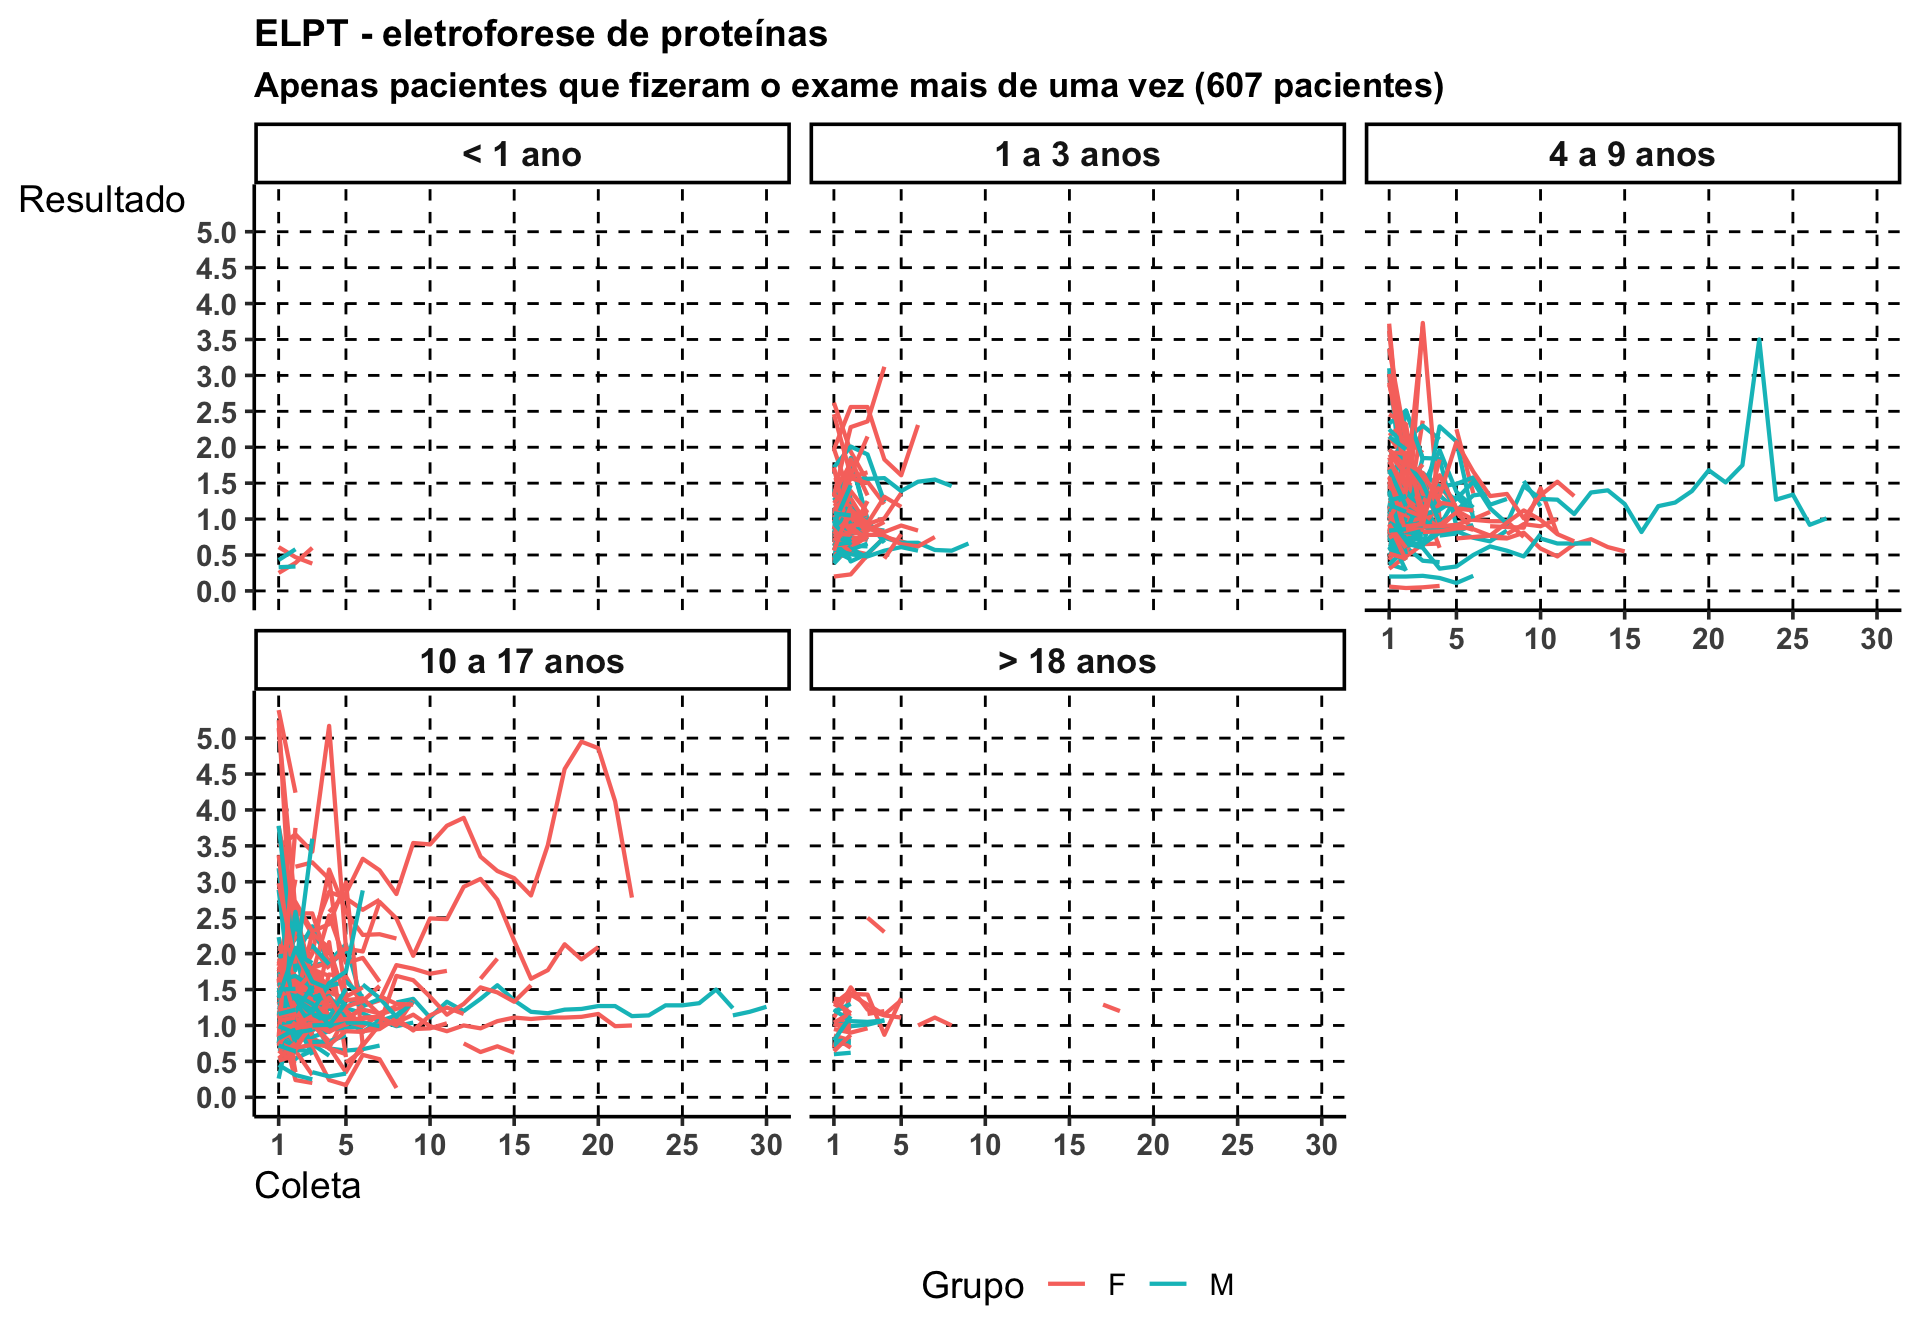 ELPT - eletroforese de proteínas
Apenas pacientes que fizeram o exame mais de uma vez (607 pacientes)
< 1 ano
1 a 3 anos
4 a 9 anos
Resultado
5.0
4.5
4.0
3.5
3.0
2.5
2.0
1.5
1.0
0.5
0.0
1 5 10 15 20 25 30
10 a 17 anos
> 18 anos
5.0
4.5
4.0
3.5
3.0
2.5
2.0
1.5
1.0
0.5
0.0
1 5 10 15 20 25 30
1 5 10 15 20 25 30
Coleta
Grupo F M